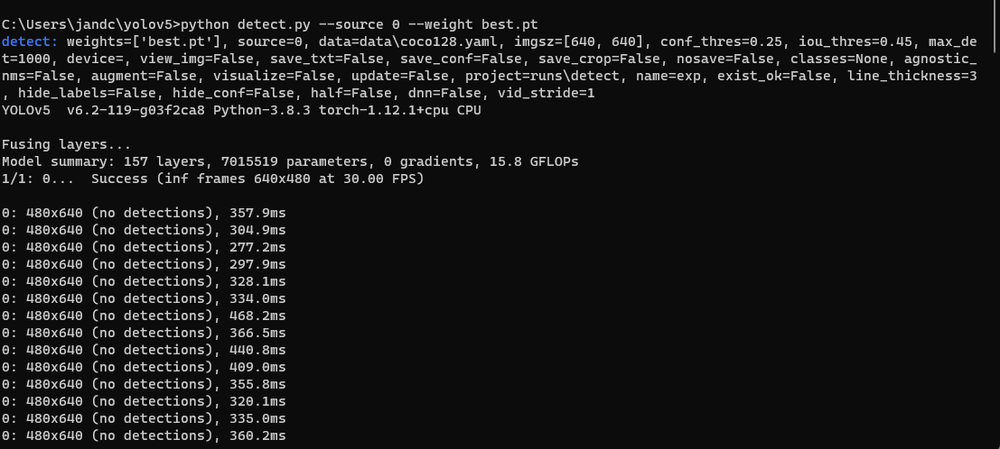 C:\Users\jandc\yolov5>python detect.py --source 0 --weight best.pt
detect: weights=['best.pt'], source=0, data=data\coco128.yaml, imgsz=[640, 640], conf_thres=0.25, iou_thres=0.45, max_de
t=1000, device=, view_img=False, save_txt=False, save_conf=False, save_crop=False, nosave=False, classes=None, agnostic_
nms=False, augment=False, visualize=False, update=False, project=runs\detect, name=exp, exist_ok=False, line_thickness=3
, hide_labels=False, hide_conf=False, half=False, dnn=False, vid_stride=1
YOLOv5  v6.2-119-g03f2ca8 Python-3.8.3 torch-1.12.1+cpu CPU
Fusing layers...
Model summary: 157 layers, 7015519 parameters, 0 gradients, 15.8 GFLOPs
1/1: 0...  Success (inf frames 640x480 at 30.00 FPS)
0: 480x640 (no detections), 357.9ms
0: 480x640 (no detections), 304.9ms
0: 480x640 (no detections), 277.2ms
0: 480x640 (no detections), 297.9ms
0: 480x640 (no detections), 328.1ms
0: 480x640 (no detections), 334.0ms
0: 480x640 (no detections), 468.2ms
0: 480x640 (no detections), 366.5ms
0: 480x640 (no detections), 440.8ms
0: 480x640 (no detections), 409.0ms
0: 480x640 (no detections), 355.8ms
0: 480x640 (no detections), 320.1ms
0: 480x640 (no detections), 335.0ms
0: 480x640 (no detections), 360.2ms